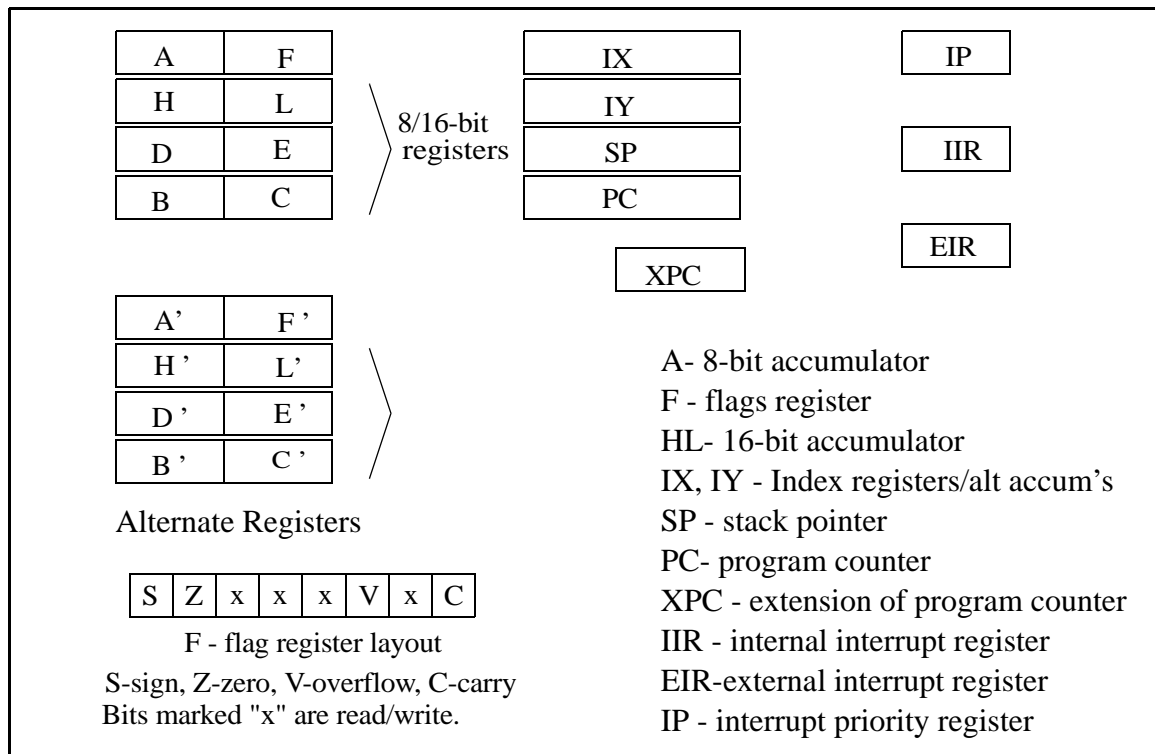 A F
H L
D E
B C
8/16-bit
registers
IX
IY
SP
PC
XPC
IP
IIR
EIR
A’ F ’
H ’ L’
D ’ E ’
B ’ C ’
Alternate Registers
S Z x x x V x C
F - flag register layout
S-sign, Z-zero, V-overflow, C-carry
Bits marked "x" are read/write.
A- 8-bit accumulator
F - flags register
HL- 16-bit accumulator
IX, IY - Index registers/alt accum’s
SP - stack pointer
PC- program counter
XPC - extension of program counter
IIR - internal interrupt register
EIR-external interrupt register
IP - interrupt priority register